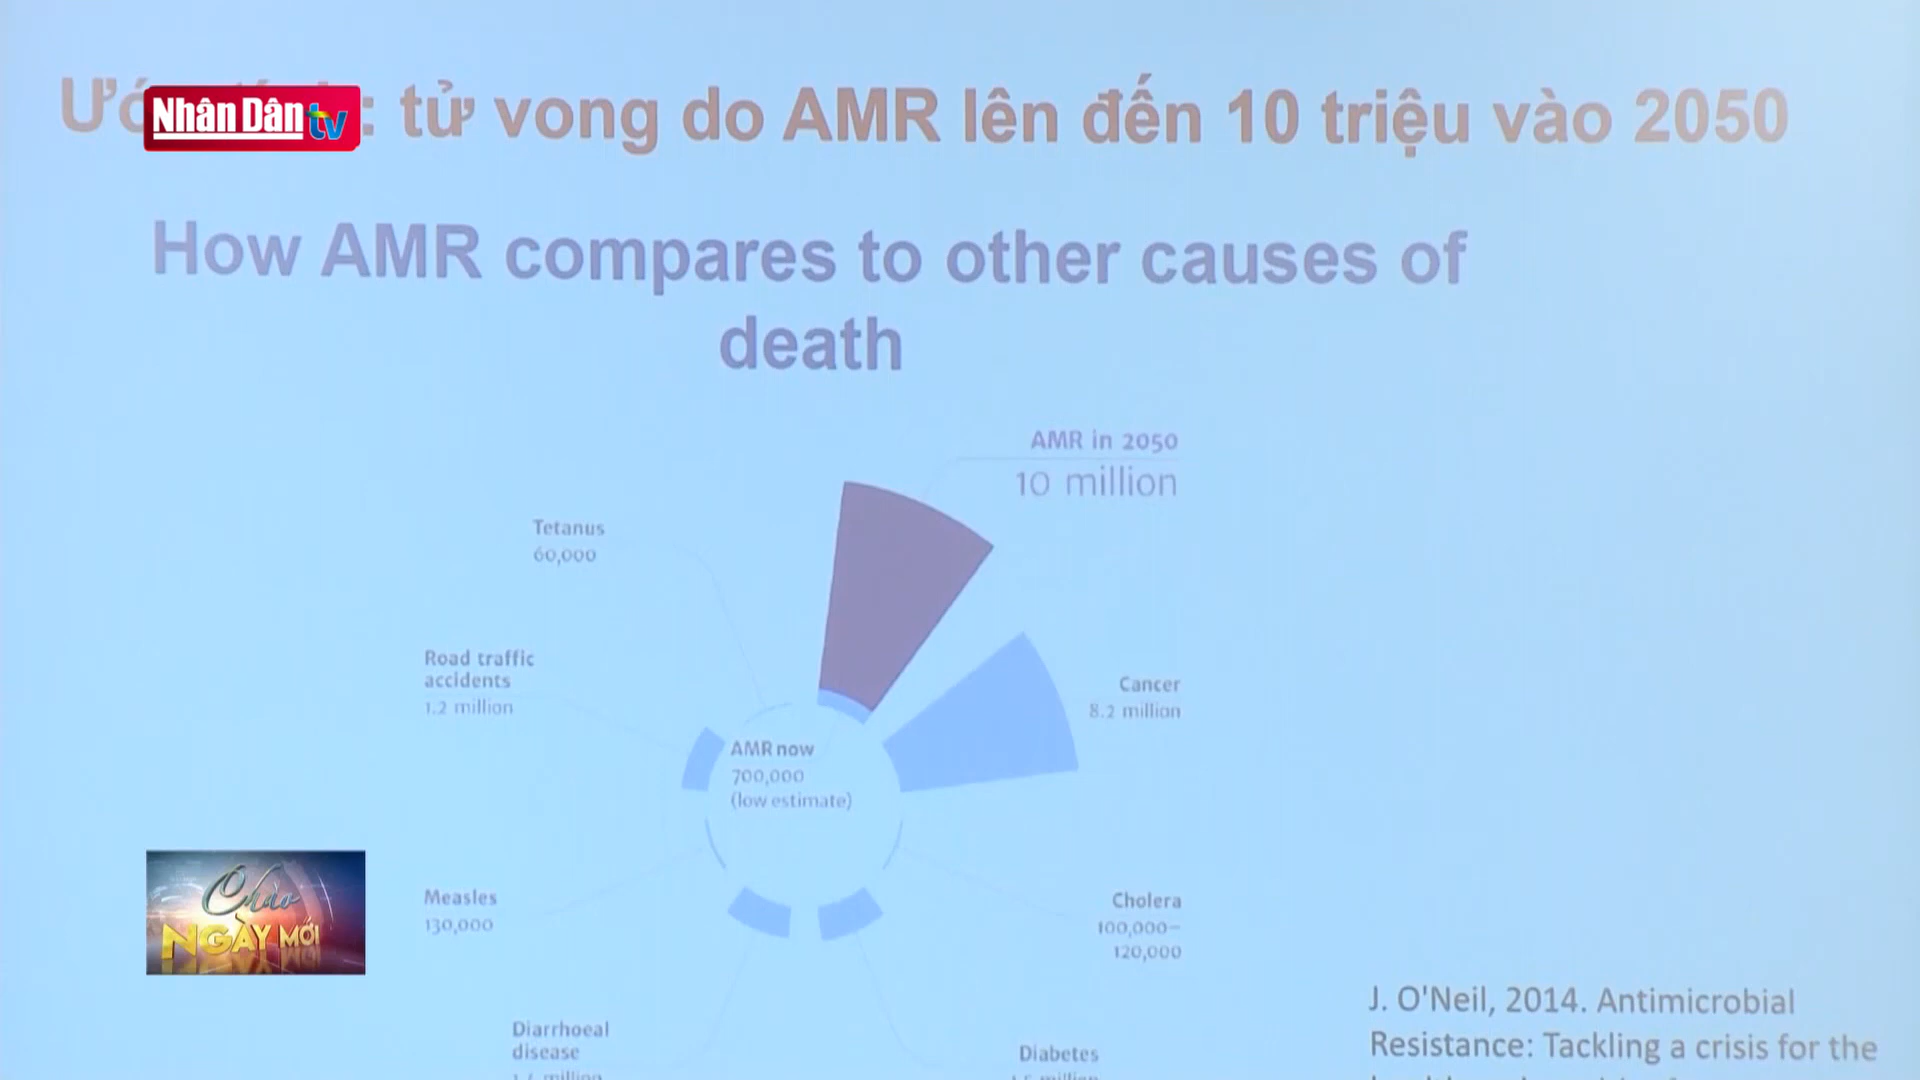 : tử vong do AMR lên đến 10 triệu vào 2050
Nhân Dân tv
How AMR compares to other causes of
death
AMR in 2050
10 million
Tetanus
60,000
Road traffic
accidents
1.2 million
Cancer
8.2 million
AMR now
700,000
(low estimate)
Chào
NGÀY MỚI
Measles
130,000
Cholera
100,000–
120,000
J. O'Neil, 2014. Antimicrobial
Resistance: Tackling a crisis for the
Diarrhoeal
disease
Diabetes